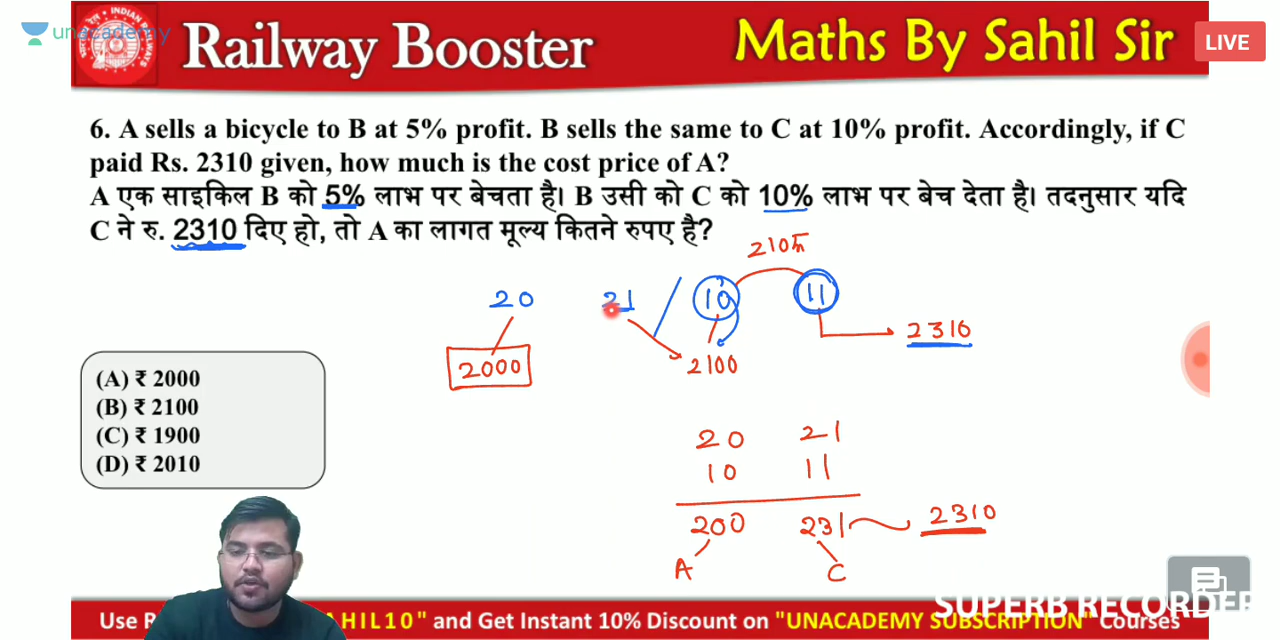 unacademy
Railway Booster
Maths By Sahil Sir
LIVE
INDIAN RAILWAYS
6. A sells a bicycle to B at 5% profit. B sells the same to C at 10% profit. Accordingly, if C
paid Rs. 2310 given, how much is the cost price of A?
A एक साइकिल B को 5% लाभ पर बेचता है। B उसी को C को 10% लाभ पर बेच देता है। तदनुसार यदि
C ने रु. 2310 दिए हो, तो A का लागत मूल्य कितने रुपए है?
20 21 10 11
2310
2000 2100
(A) ₹ 2000
(B) ₹ 2100
(C) ₹ 1900
(D) ₹ 2010
20 21
10 11
200 231 2310
A C
SUPERB RECORDER
Use AHIL10" and Get Instant 10% Discount on "UNACADEMY SUBSCRIPTION" Courses